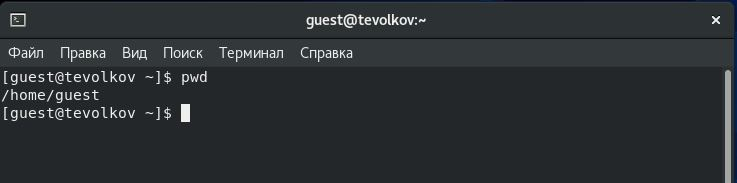 guest@tevolkov:~
Файл Правка Вид Поиск Терминал Справка
[guest@tevolkov ~]$ pwd
/home/guest
[guest@tevolkov ~]$